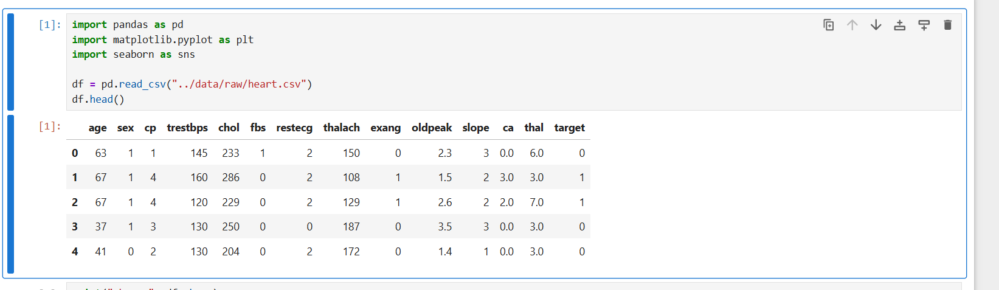 [1]: import pandas as pd
import matplotlib.pyplot as plt
import seaborn as sns
df = pd.read_csv("../data/raw/heart.csv")
df.head()
[1]: age sex cp trestbps chol fbs restecg thalach exang oldpeak slope ca thal target
0 63 1 1 145 233 1 2 150 0 2.3 3 0.0 6.0 0
1 67 1 4 160 286 0 2 108 1 1.5 2 3.0 3.0 1
2 67 1 4 120 229 0 2 129 1 2.6 2 2.0 7.0 1
3 37 1 3 130 250 0 0 187 0 3.5 3 0.0 3.0 0
4 41 0 2 130 204 0 2 172 0 1.4 1 0.0 3.0 0